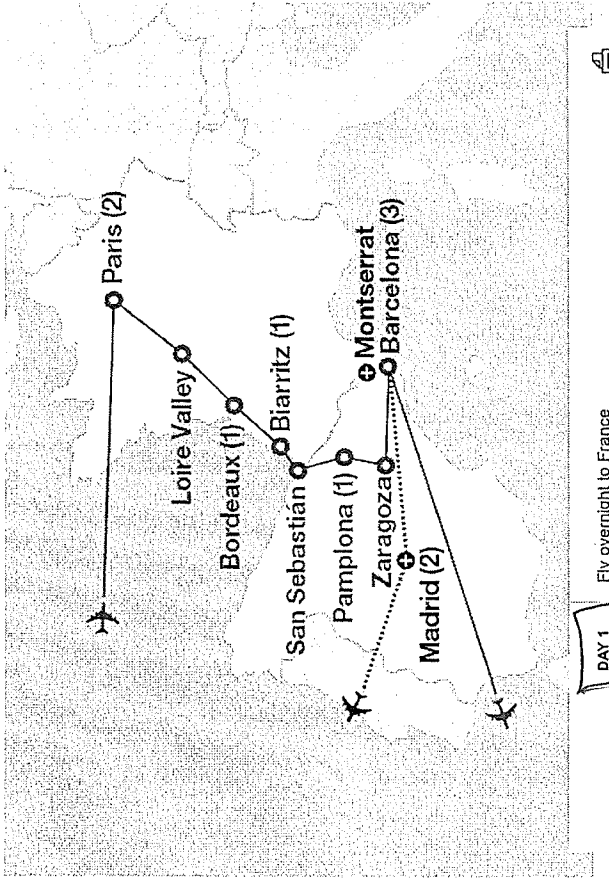 Paris (2)
Loire Valley
Bordeaux (1)
Biarritz (1)
San Sebastián
Pamplona (1)
Zaragoza
Montserrat
Barcelona (3)
Madrid (2)
DAY 1
Fly overnight to France